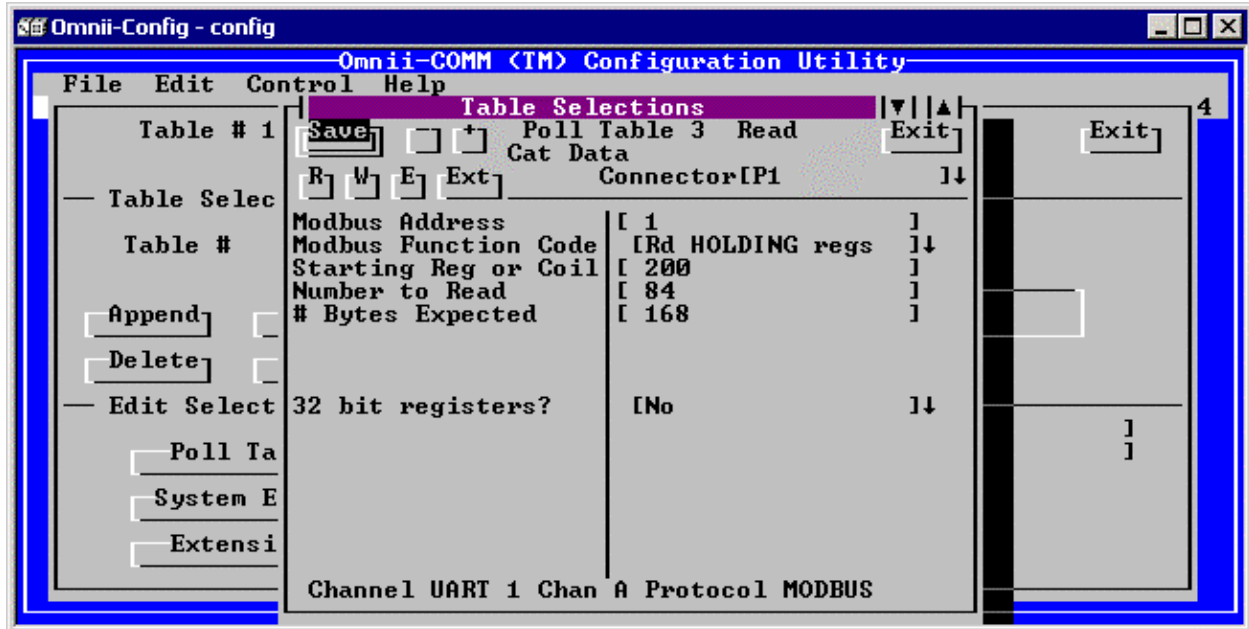 Omnii-Config - config
Omnii-COMM (TM) Configuration Utility
File Edit Control Help
Table Selections 4
Table # 1 Save - + Poll Table 3 Read Exit Exit
Cat Data
R W E Ext Connector[P1 ]↓
Table Selec
Modbus Address [ 1 ]
Table # Modbus Function Code [Rd HOLDING regs ]↓
Starting Reg or Coil [ 200 ]
Number to Read [ 84 ]
Append # Bytes Expected [ 168 ]
Delete
Edit Select 32 bit registers? [No ]↓
]
Poll Ta ]
System E
Extensi
Channel UART 1 Chan A Protocol MODBUS